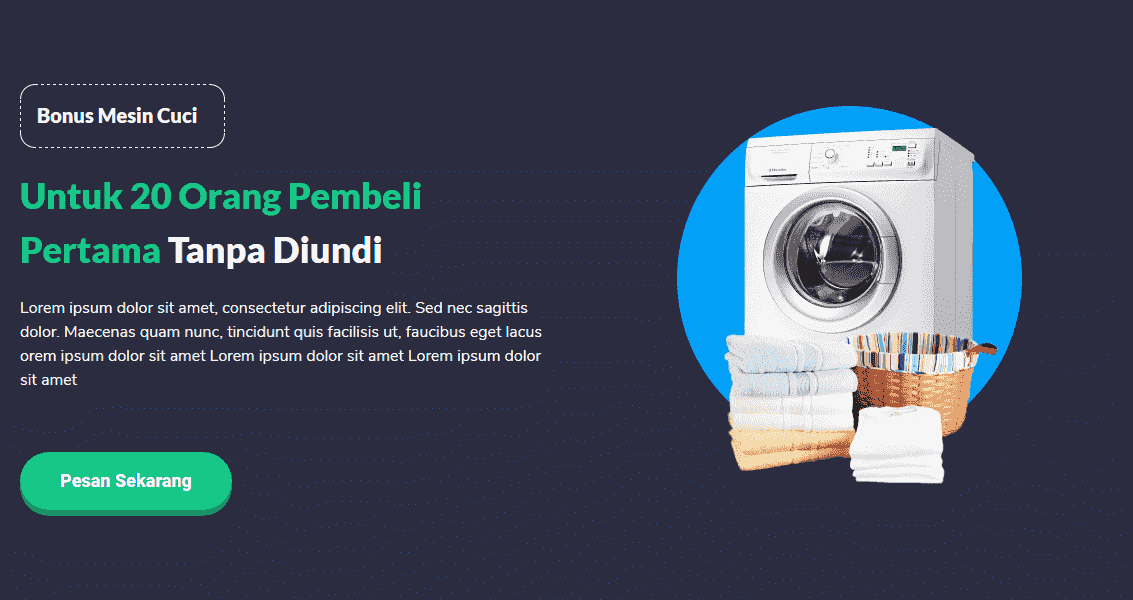 Bonus Mesin Cuci
Untuk 20 Orang Pembeli
Pertama Tanpa Diundi
Lorem ipsum dolor sit amet, consectetur adipiscing elit. Sed nec sagittis
dolor. Maecenas quam nunc, tincidunt quis facilisis ut, faucibus eget lacus
orem ipsum dolor sit amet Lorem ipsum dolor sit amet Lorem ipsum dolor
sit amet
Pesan Sekarang